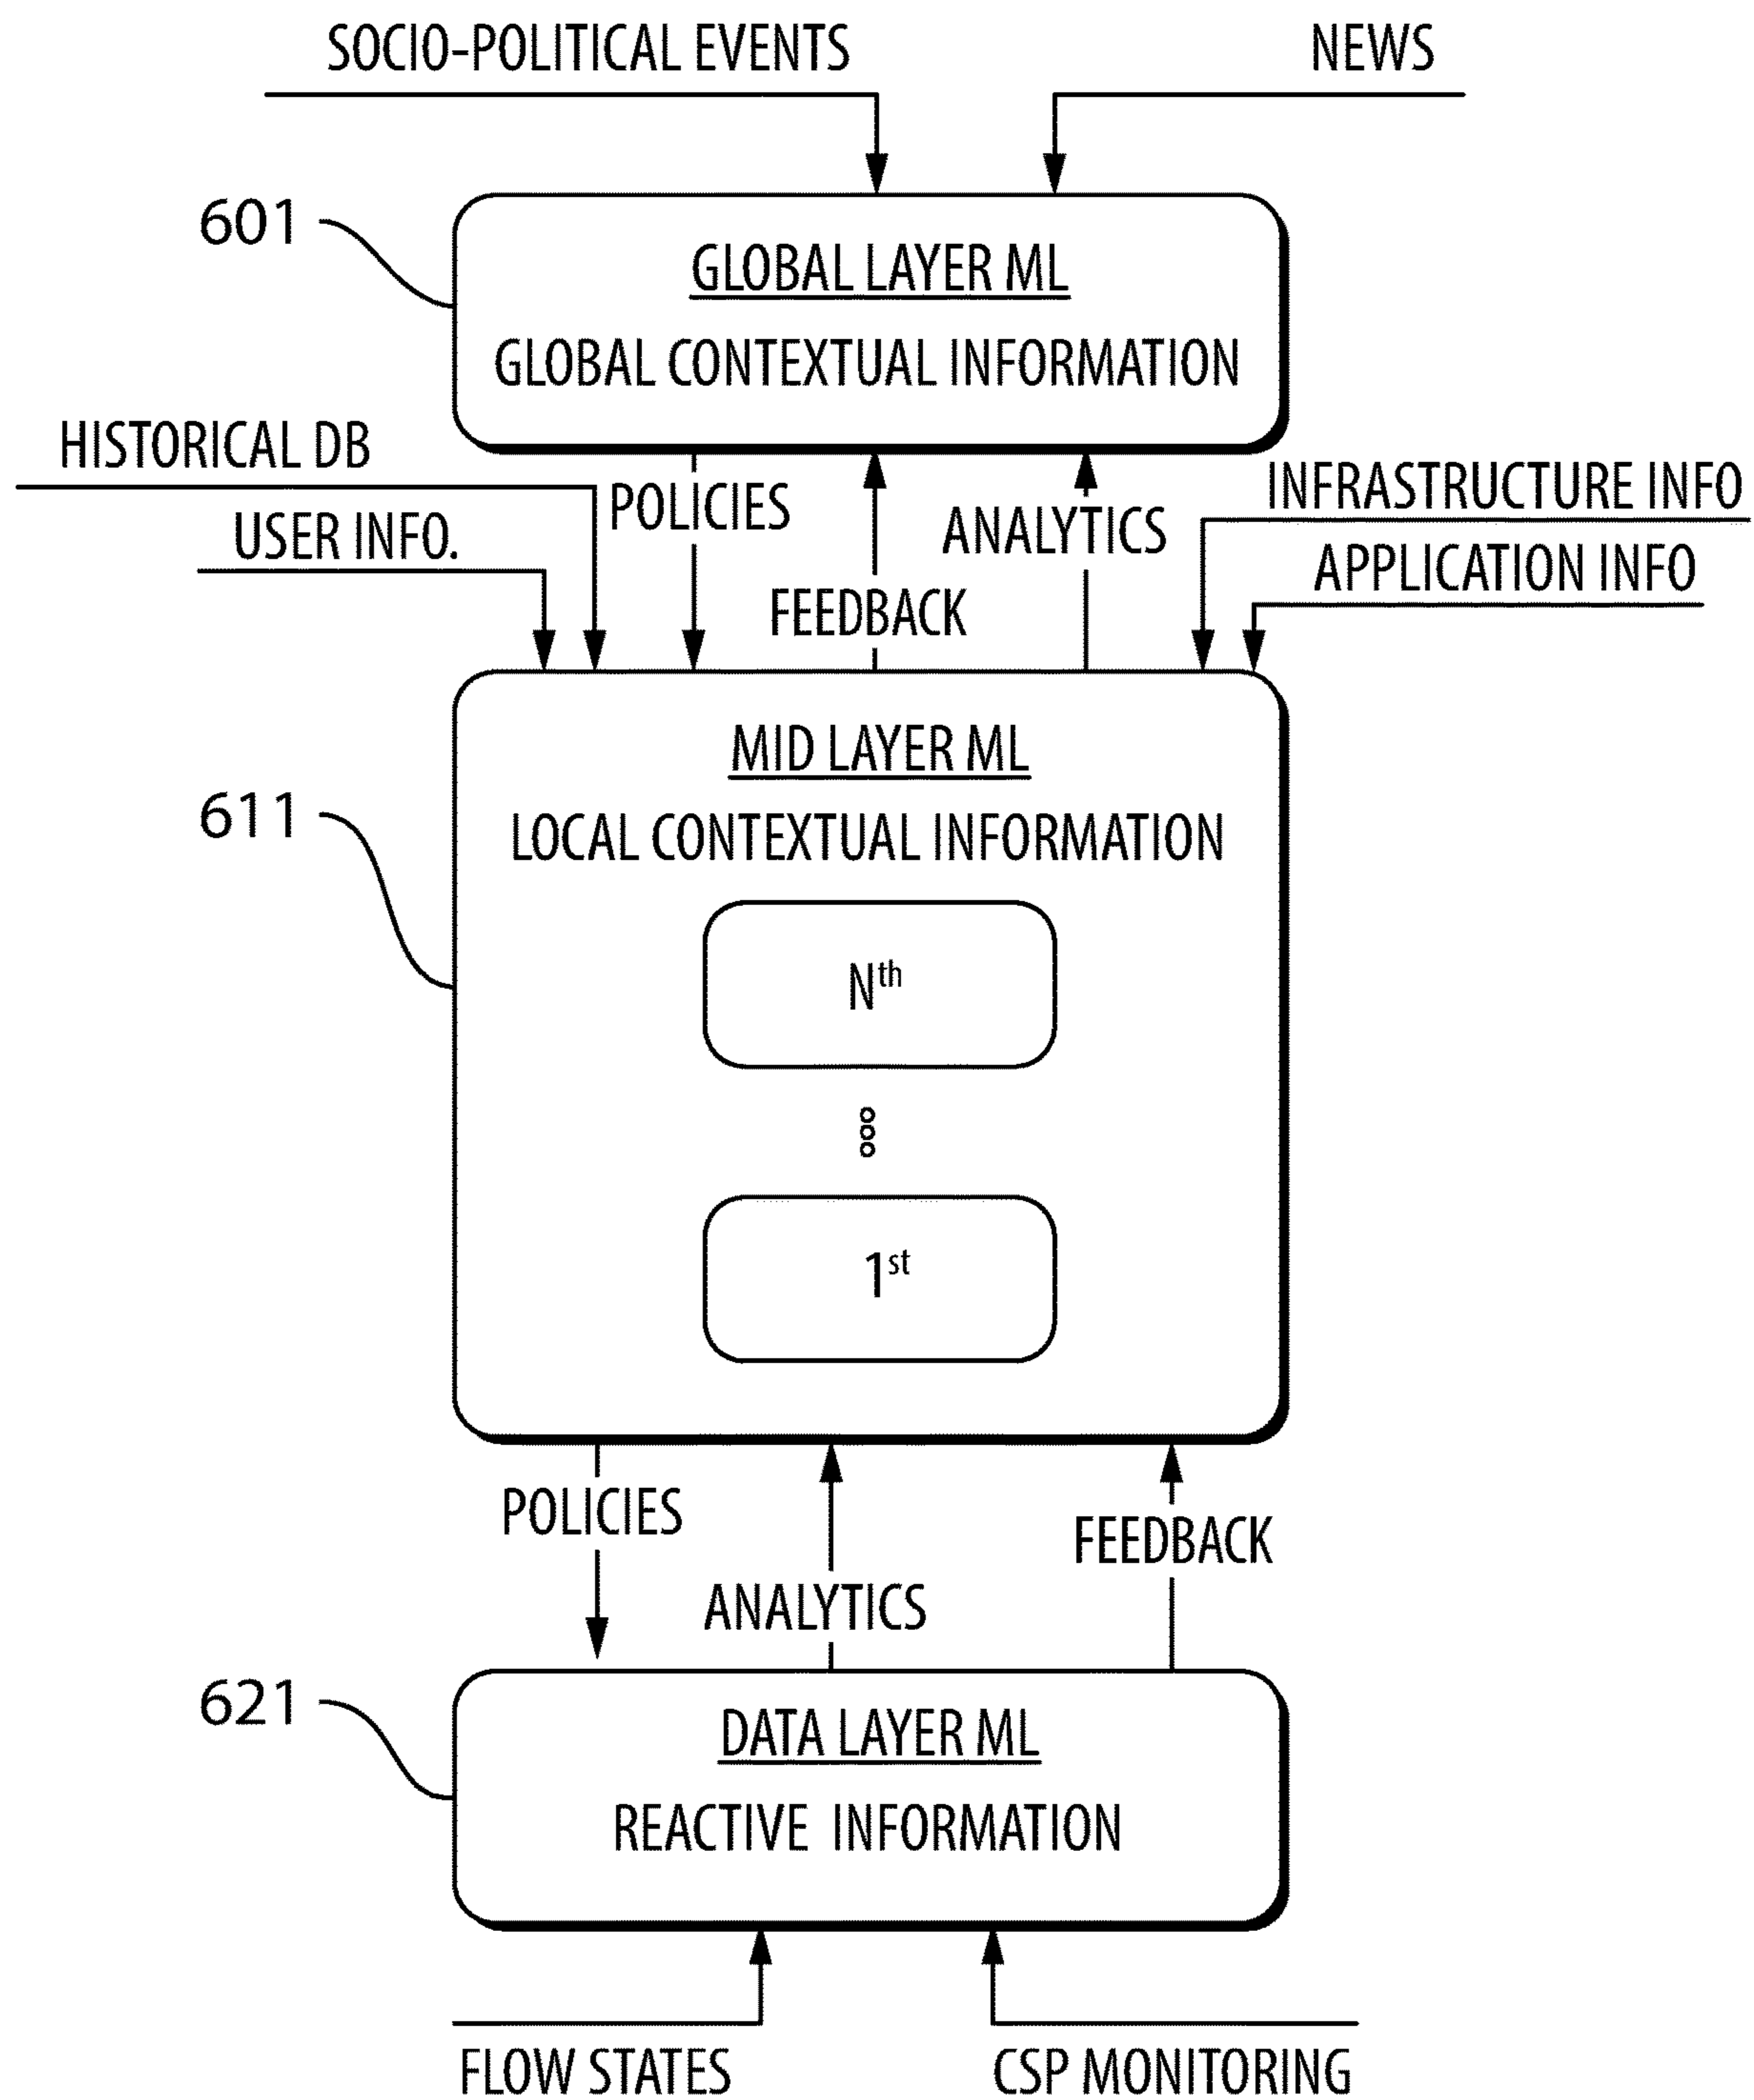 SOCIO-POLITICAL EVENTS
NEWS
601
GLOBAL LAYER ML
GLOBAL CONTEXTUAL INFORMATION
HISTORICAL DB
USER INFO.
POLICIES
FEEDBACK
ANALYTICS
INFRASTRUCTURE INFO
APPLICATION INFO
611
MID LAYER ML
LOCAL CONTEXTUAL INFORMATION
Nth
1st
POLICIES
ANALYTICS
FEEDBACK
621
DATA LAYER ML
REACTIVE INFORMATION
FLOW STATES
CSP MONITORING